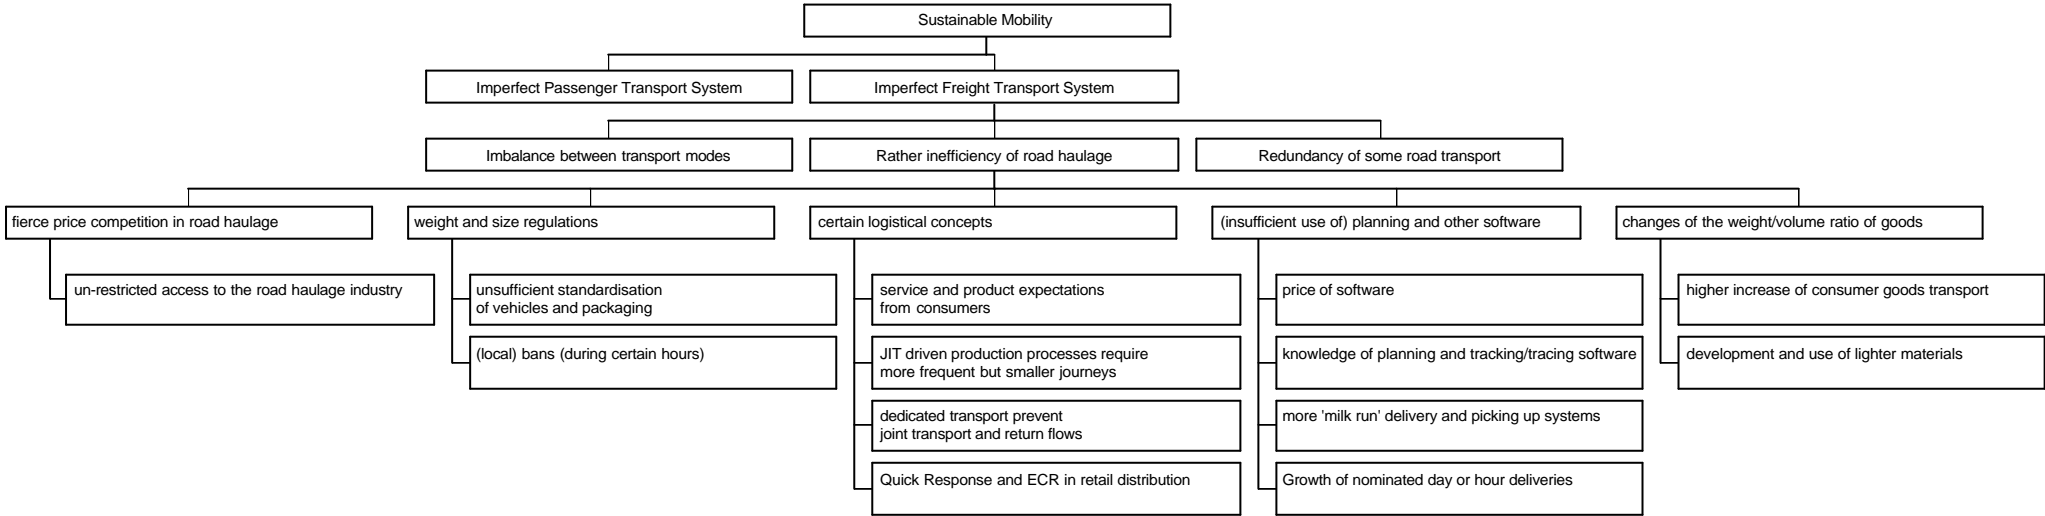 Sustainable Mobility
Imperfect Passenger Transport System
Imperfect Freight Transport System
Imbalance between transport modes
Rather inefficiency of road haulage
Redundancy of some road transport
fierce price competition in road haulage
weight and size regulations
certain logistical concepts
(insufficient use of) planning and other software
changes of the weight/volume ratio of goods
un-restricted access to the road haulage industry
unsufficient standardisation
of vehicles and packaging
(local) bans (during certain hours)
service and product expectations
from consumers
JIT driven production processes require
more frequent but smaller journeys
dedicated transport prevent
joint transport and return flows
Quick Response and ECR in retail distribution
price of software
knowledge of planning and tracking/tracing software
more 'milk run' delivery and picking up systems
Growth of nominated day or hour deliveries
higher increase of consumer goods transport
development and use of lighter materials